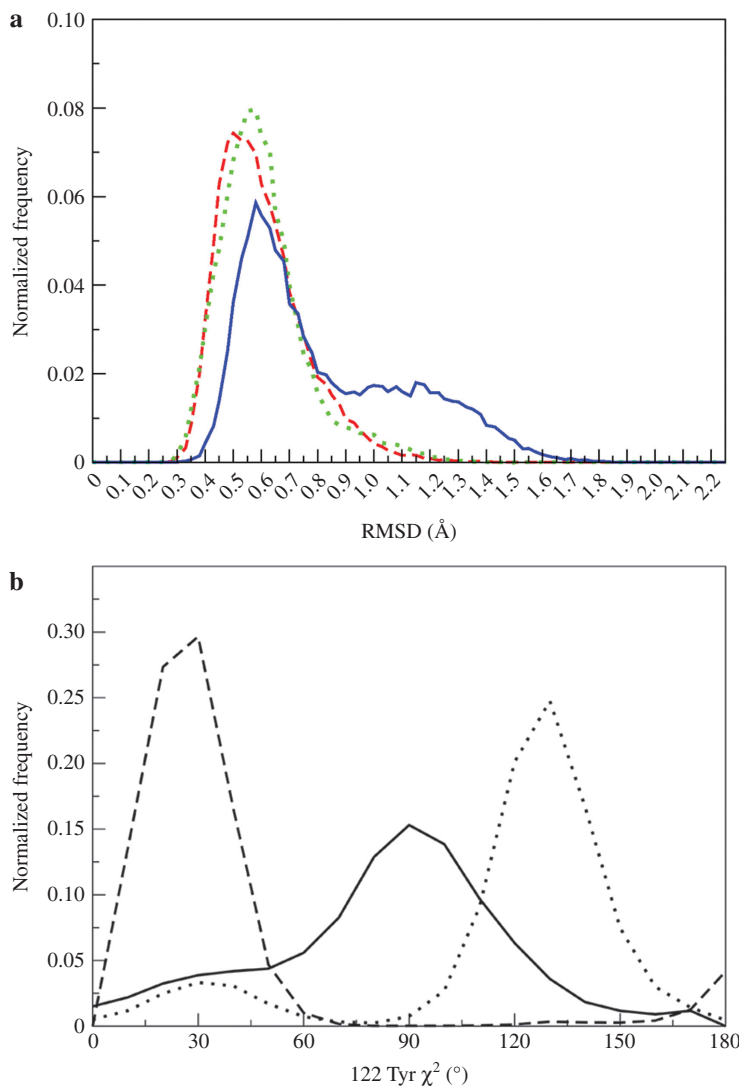 a
0.10
0.08
0.06
0.04
0.02
0
Normalized frequency
0 0.1 0.2 0.3 0.4 0.5 0.6 0.7 0.8 0.9 1.0 1.1 1.2 1.3 1.4 1.5 1.6 1.7 1.8 1.9 2.0 2.1 2.2
RMSD (Å)
b
0.30
0.25
0.20
0.15
0.10
0.05
0
Normalized frequency
0 30 60 90 120 150 180
122 Tyr χ² (°)